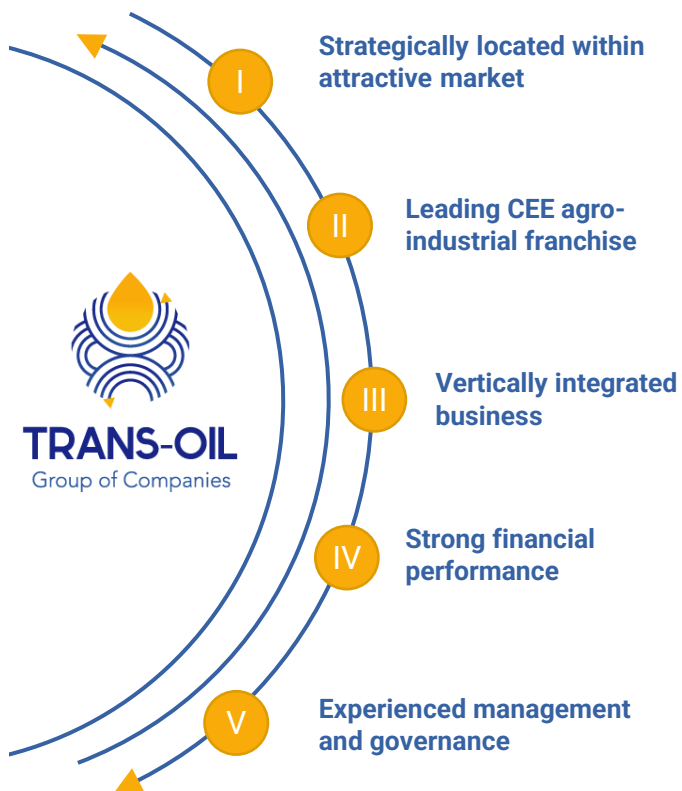 I
Strategically located within
attractive market
II
Leading CEE agro-
industrial franchise
TRANS-OIL
Group of Companies
III
Vertically integrated
business
IV
Strong financial
performance
V
Experienced management
and governance